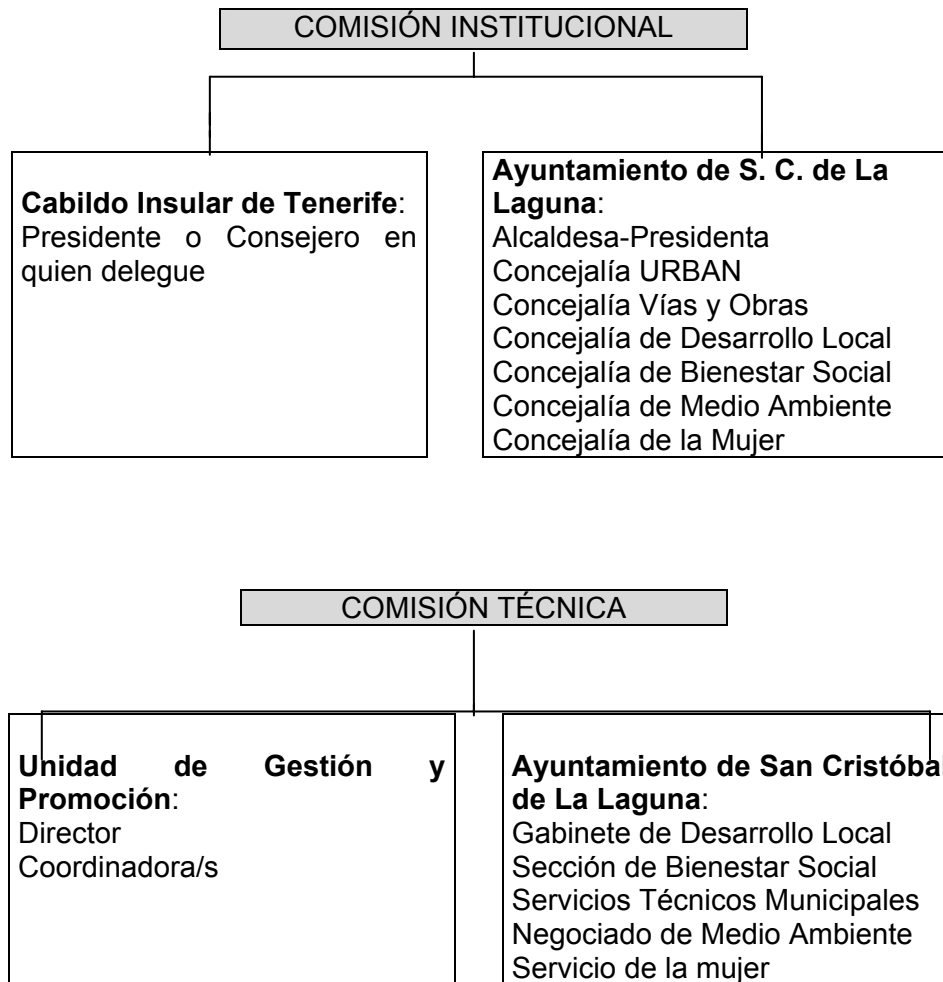 COMISIÓN INSTITUCIONAL
Cabildo Insular de Tenerife:
Presidente o Consejero en
quien delegue
Ayuntamiento de S. C. de La
Laguna:
Alcaldesa-Presidenta
Concejalía URBAN
Concejalía Vías y Obras
Concejalía de Desarrollo Local
Concejalía de Bienestar Social
Concejalía de Medio Ambiente
Concejalía de la Mujer
COMISIÓN TÉCNICA
Unidad de Gestión y
Promoción:
Director
Coordinadora/s
Ayuntamiento de San Cristóbal
de La Laguna:
Gabinete de Desarrollo Local
Sección de Bienestar Social
Servicios Técnicos Municipales
Negociado de Medio Ambiente
Servicio de la mujer